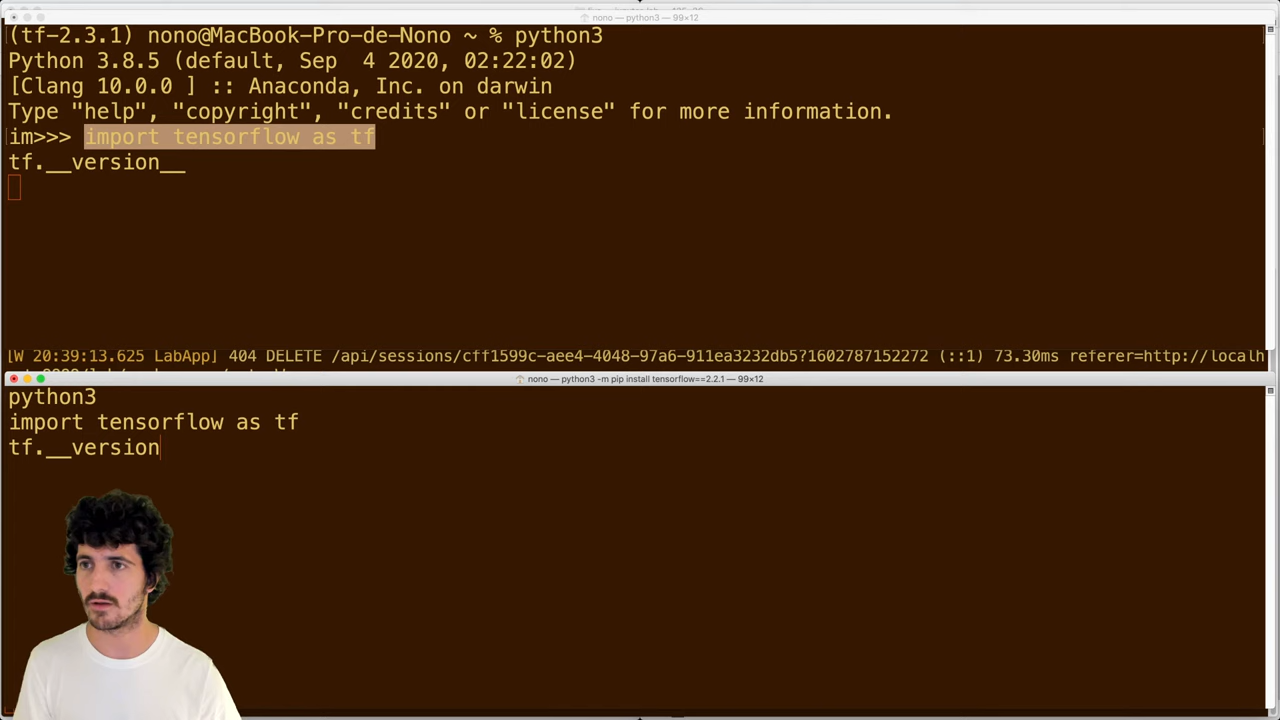 nono — python3 — 99×12
(tf-2.3.1) nono@MacBook-Pro-de-Nono ~ % python3
Python 3.8.5 (default, Sep  4 2020, 02:22:02)
[Clang 10.0.0 ] :: Anaconda, Inc. on darwin
Type "help", "copyright", "credits" or "license" for more information.
im>>> import tensorflow as tf
tf.__version__
[W 20:39:13.625 LabApp] 404 DELETE /api/sessions/cff1599c-aee4-4048-97a6-911ea3232db5?1602787152272 (::1) 73.30ms referer=http://localh
nono — python3 -m pip install tensorflow==2.2.1 — 99×12
python3
import tensorflow as tf
tf.__version